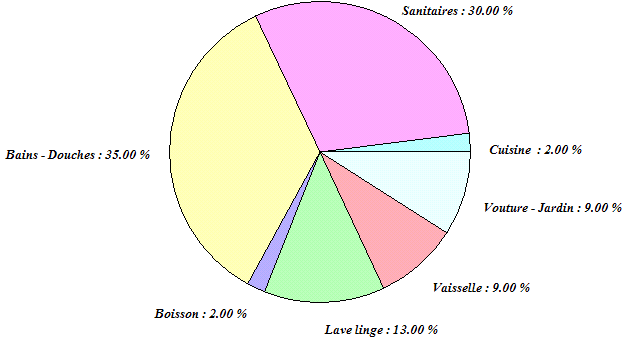 Sanitaires : 30.00 %
Bains - Douches : 35.00 %
Cuisine : 2.00 %
Vouture - Jardin : 9.00 %
Vaisselle : 9.00 %
Boisson : 2.00 %
Lave linge : 13.00 %